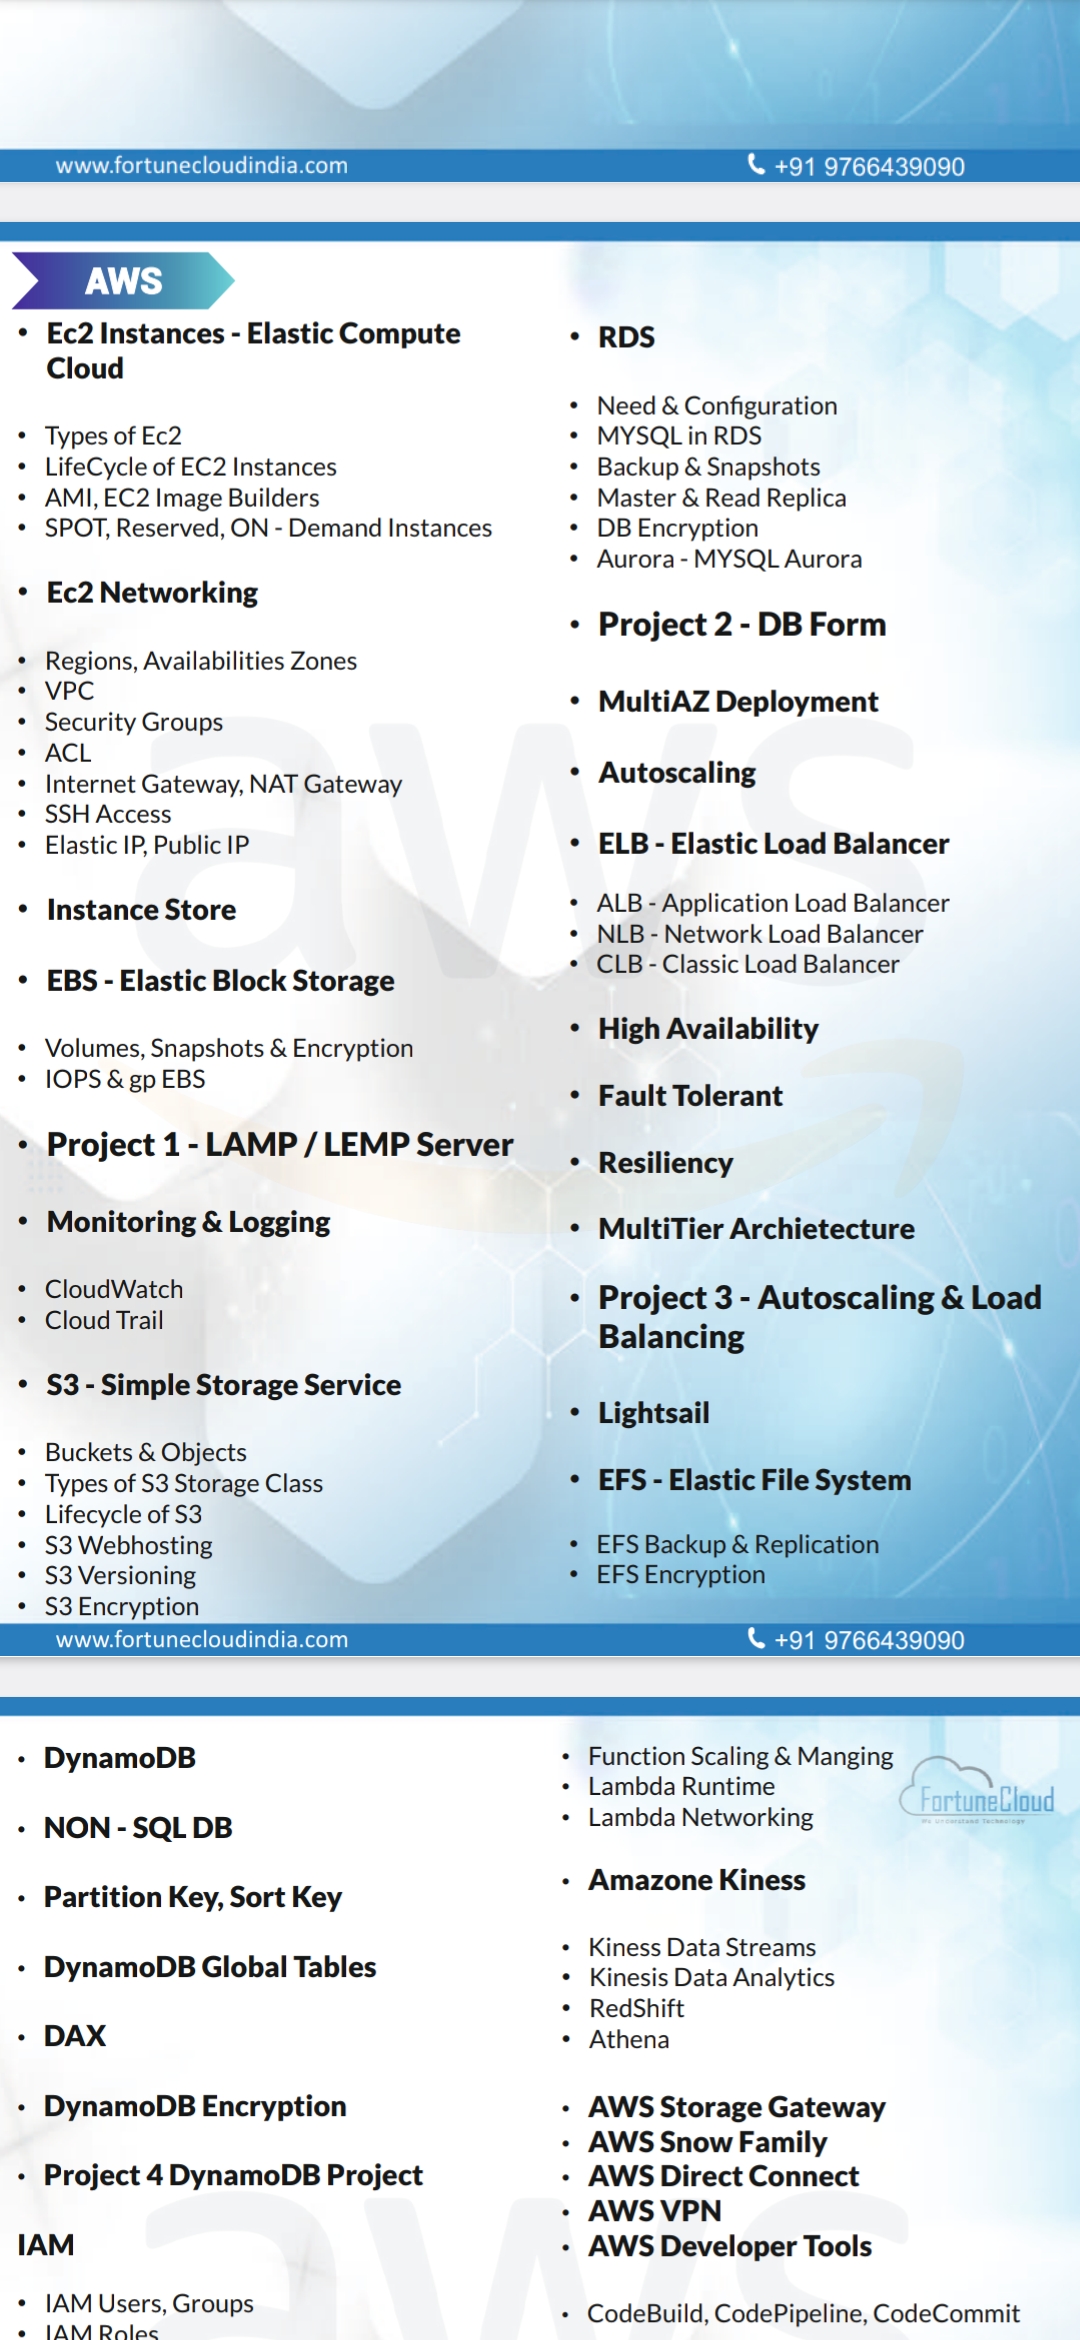 www.fortunecloudindia.com
+91 9766439090
AWS
• Ec2 Instances - Elastic Compute
Cloud
• Types of Ec2
• LifeCycle of EC2 Instances
• AMI, EC2 Image Builders
• SPOT, Reserved, ON - Demand Instances
• Ec2 Networking
• Regions, Availabilities Zones
• VPC
• Security Groups
• ACL
• Internet Gateway, NAT Gateway
• SSH Access
• Elastic IP, Public IP
• Instance Store
• EBS - Elastic Block Storage
• Volumes, Snapshots & Encryption
• IOPS & gp EBS
• Project 1 - LAMP / LEMP Server
• Monitoring & Logging
• CloudWatch
• Cloud Trail
• S3 - Simple Storage Service
• Buckets & Objects
• Types of S3 Storage Class
• Lifecycle of S3
• S3 Webhosting
• S3 Versioning
• S3 Encryption
• RDS
• Need & Configuration
• MYSQL in RDS
• Backup & Snapshots
• Master & Read Replica
• DB Encryption
• Aurora - MYSQL Aurora
• Project 2 - DB Form
• MultiAZ Deployment
• Autoscaling
• ELB - Elastic Load Balancer
• ALB - Application Load Balancer
• NLB - Network Load Balancer
• CLB - Classic Load Balancer
• High Availability
• Fault Tolerant
• Resiliency
• MultiTier Archietecture
• Project 3 - Autoscaling & Load
Balancing
• Lightsail
• EFS - Elastic File System
• EFS Backup & Replication
• EFS Encryption
aws
www.fortunecloudindia.com
+91 9766439090
• DynamoDB
• NON - SQL DB
• Partition Key, Sort Key
• DynamoDB Global Tables
• DAX
• DynamoDB Encryption
• Project 4 DynamoDB Project
IAM
• IAM Users, Groups
• IAM Roles
• Function Scaling & Manging
• Lambda Runtime
• Lambda Networking
FortuneCloud
We Understand Technology
• Amazone Kiness
• Kiness Data Streams
• Kinesis Data Analytics
• RedShift
• Athena
• AWS Storage Gateway
• AWS Snow Family
• AWS Direct Connect
• AWS VPN
• AWS Developer Tools
• CodeBuild, CodePipeline, CodeCommit
aws